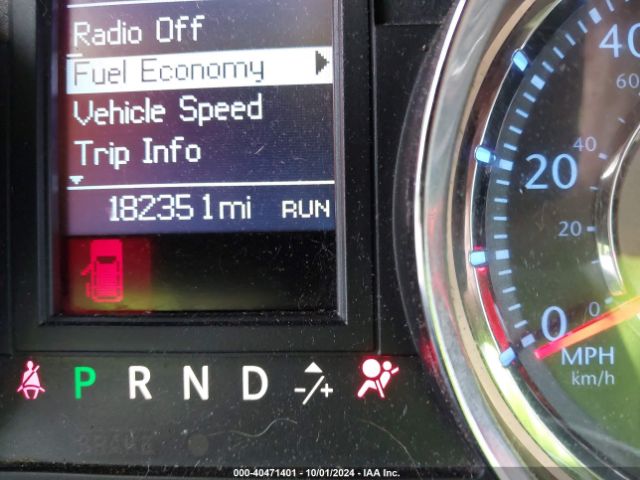 Radio Off
Fuel Economy
Vehicle Speed
Trip Info
182351mi RUN
P R N D -/+
40
60
40
20
20
0
0
MPH
km/h
000-40471401 - 10/01/2024 - IAA Inc.